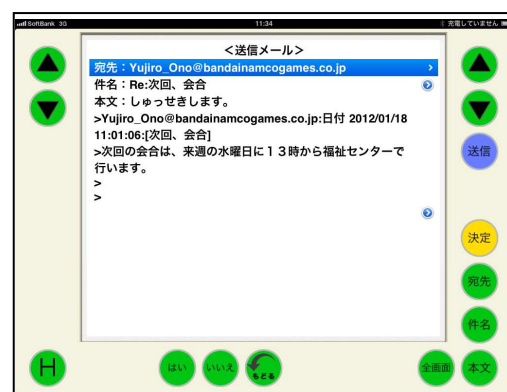 SoftBank 3G 11:34 充電していません
<送信メール>
宛先：Yujiro_Ono@bandainamcogames.co.jp
件名：Re:次回、会合
本文：しゅっせきします。
>Yujiro_Ono@bandainamcogames.co.jp:日付 2012/01/18
11:01:06:[次回、会合]
>次回の会合は、来週の水曜日に１３時から福祉センターで
行います。
>
>
送信
決定
宛先
件名
H はい いいえ もどる 全画面 本文